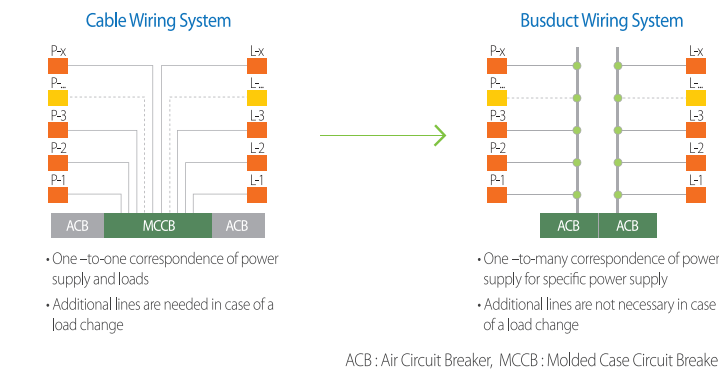 Cable Wiring System
P-x
L-x
P-...
L-...
P-3
L-3
P-2
L-2
P-1
L-1
ACB
MCCB
ACB
• One –to-one correspondence of power
supply and loads
• Additional lines are needed in case of a
load change
Busduct Wiring System
P-x
L-x
P-...
L-...
P-3
L-3
P-2
L-2
P-1
L-1
ACB
ACB
• One –to-many correspondence of power
supply for specific power supply
• Additional lines are not necessary in case
of a load change
ACB : Air Circuit Breaker, MCCB : Molded Case Circuit Breake